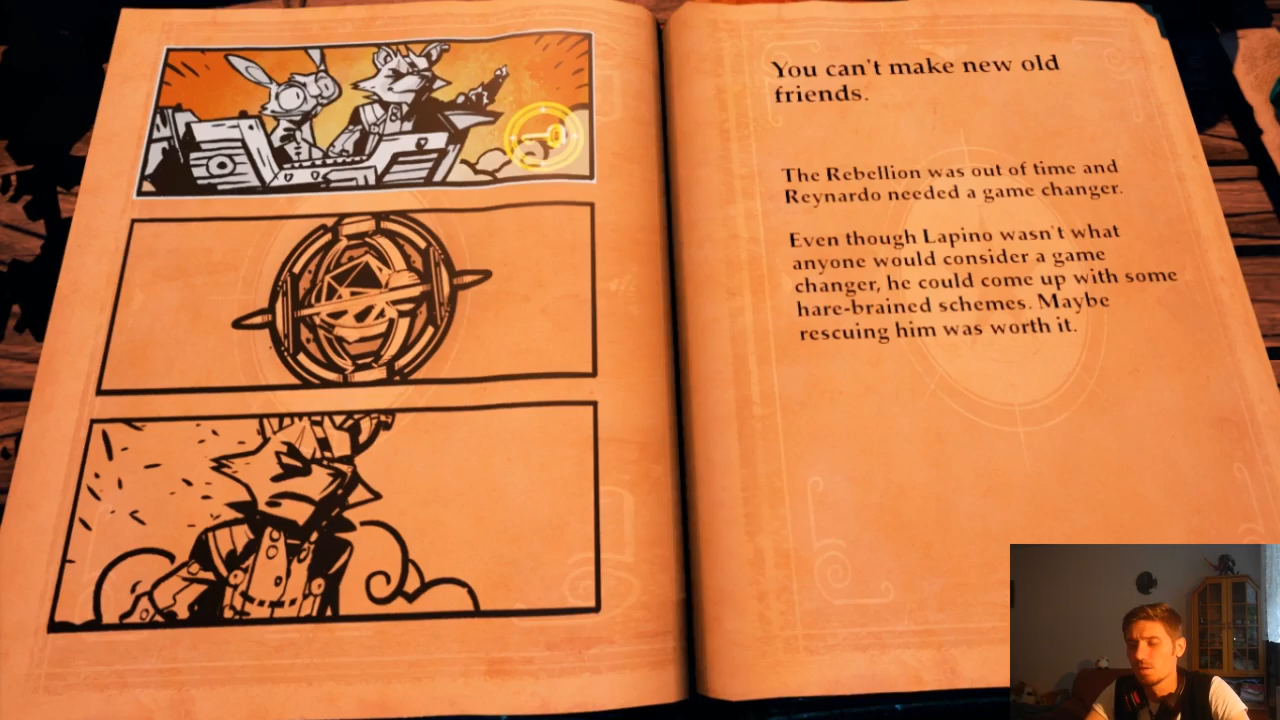 You can't make new old
friends.
The Rebellion was out of time and
Reynardo needed a game changer.
Even though Lapino wasn't what
anyone would consider a game
changer, he could come up with some
hare-brained schemes. Maybe
rescuing him was worth it.